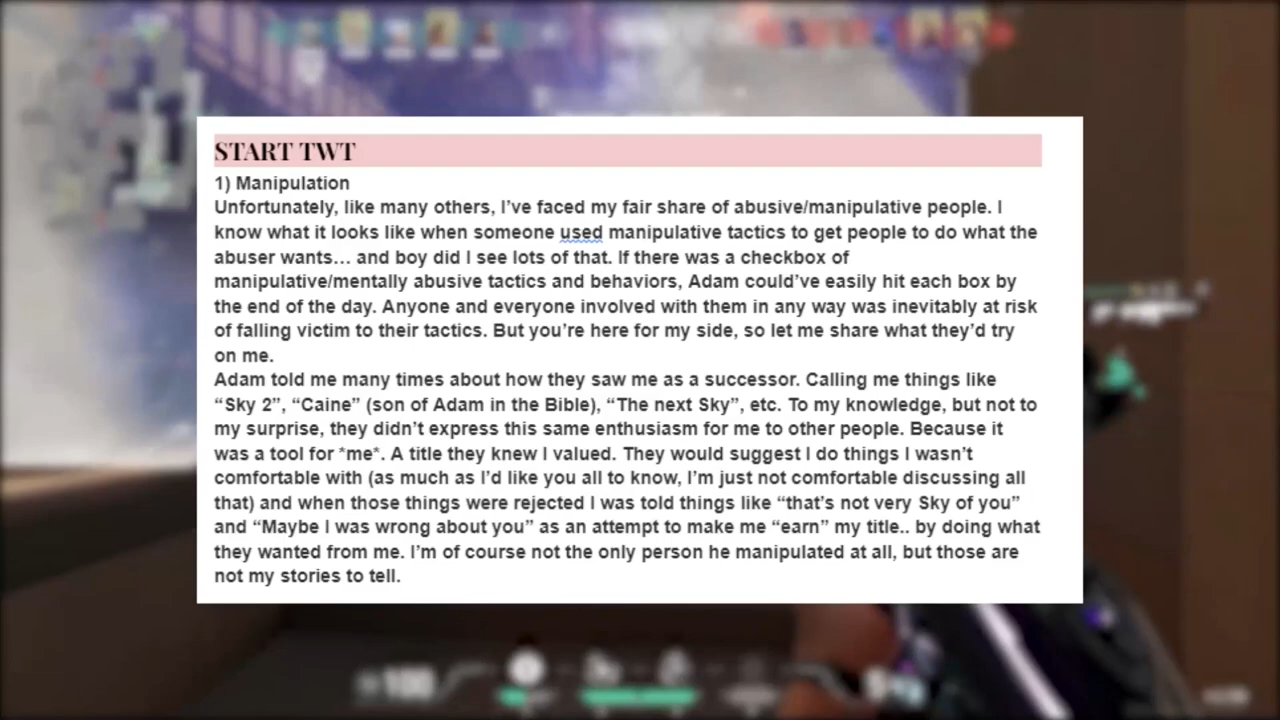 START TWT
1) Manipulation
Unfortunately, like many others, I've faced my fair share of abusive/manipulative people. I
know what it looks like when someone used manipulative tactics to get people to do what the
abuser wants… and boy did I see lots of that. If there was a checkbox of
manipulative/mentally abusive tactics and behaviors, Adam could've easily hit each box by
the end of the day. Anyone and everyone involved with them in any way was inevitably at risk
of falling victim to their tactics. But you're here for my side, so let me share what they'd try
on me.
Adam told me many times about how they saw me as a successor. Calling me things like
“Sky 2”, “Caine” (son of Adam in the Bible), “The next Sky”, etc. To my knowledge, but not to
my surprise, they didn't express this same enthusiasm for me to other people. Because it
was a tool for *me*. A title they knew I valued. They would suggest I do things I wasn't
comfortable with (as much as I'd like you all to know, I'm just not comfortable discussing all
that) and when those things were rejected I was told things like “that's not very Sky of you”
and “Maybe I was wrong about you” as an attempt to make me “earn” my title.. by doing what
they wanted from me. I'm of course not the only person he manipulated at all, but those are
not my stories to tell.
100